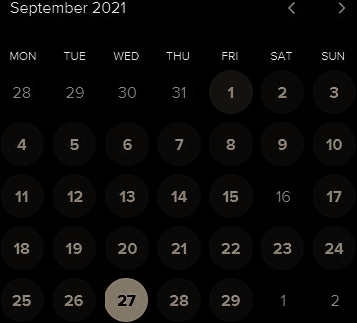 September 2021
MON TUE WED THU FRI SAT SUN
28 29 30 31 1 2 3
4 5 6 7 8 9 10
11 12 13 14 15 16 17
18 19 20 21 22 23 24
25 26 27 28 29 1 2